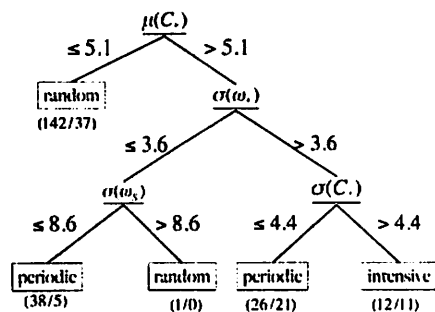 μ(C*)
≤ 5.1 > 5.1
random
(142/37)
σ(ω*)
≤ 3.6 > 3.6
σ(ωs) σ(C*)
≤ 8.6 > 8.6 ≤ 4.4 > 4.4
periodic random periodic intensive
(38/5) (1/0) (26/21) (12/11)